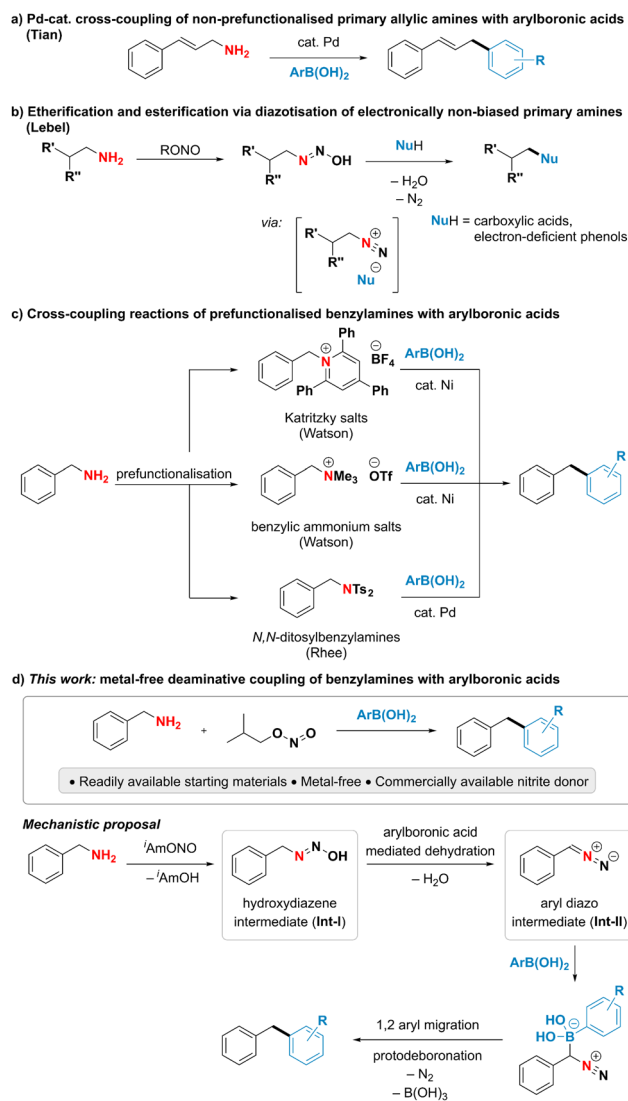 a) Pd-cat. cross-coupling of non-prefunctionalised primary allylic amines with arylboronic acids
(Tian)
NH2
cat. Pd
ArB(OH)2
R
b) Etherification and esterification via diazotisation of electronically non-biased primary amines
(Lebel)
R'
R''
NH2
RONO
R'
R''
N
N
OH
NuH
– H2O
– N2
R'
R''
Nu
via:
R'
R''
N
⊕
N
⊖
Nu
NuH = carboxylic acids,
electron-deficient phenols
c) Cross-coupling reactions of prefunctionalised benzylamines with arylboronic acids
Ph
⊕
N
Ph
Ph
⊖
BF4
ArB(OH)2
cat. Ni
Katritzky salts
(Watson)
NH2
prefunctionalisation
⊕
NMe3
⊖
OTf
ArB(OH)2
cat. Ni
R
benzylic ammonium salts
(Watson)
NTs2
ArB(OH)2
cat. Pd
N,N-ditosylbenzylamines
(Rhee)
d) This work: metal-free deaminative coupling of benzylamines with arylboronic acids
NH2
+
O
N
O
ArB(OH)2
R
• Readily available starting materials • Metal-free • Commercially available nitrite donor
Mechanistic proposal
NH2
iAmONO
– iAmOH
N
N
OH
hydroxydiazene
intermediate (Int-I)
arylboronic acid
mediated dehydration
– H2O
⊕
N
N
⊖
aryl diazo
intermediate (Int-II)
ArB(OH)2
R
HO
HO
B
⊖
⊕
N
N
1,2 aryl migration
protodeboronation
– N2
– B(OH)3
R